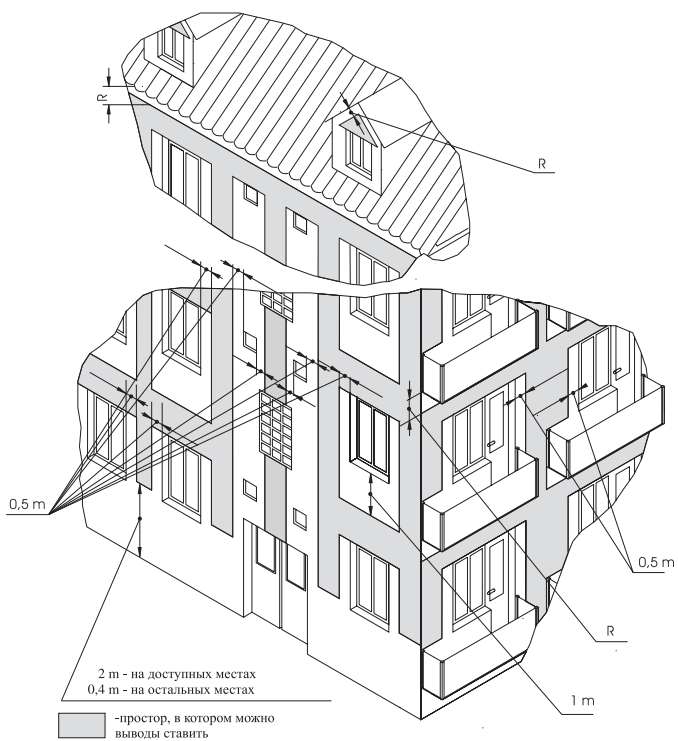 R
R
0,5 m
0,5 m
R
1 m
2 m - на доступных местах
0,4 m - на остальных местах
-простор, в котором можно
выводы ставить